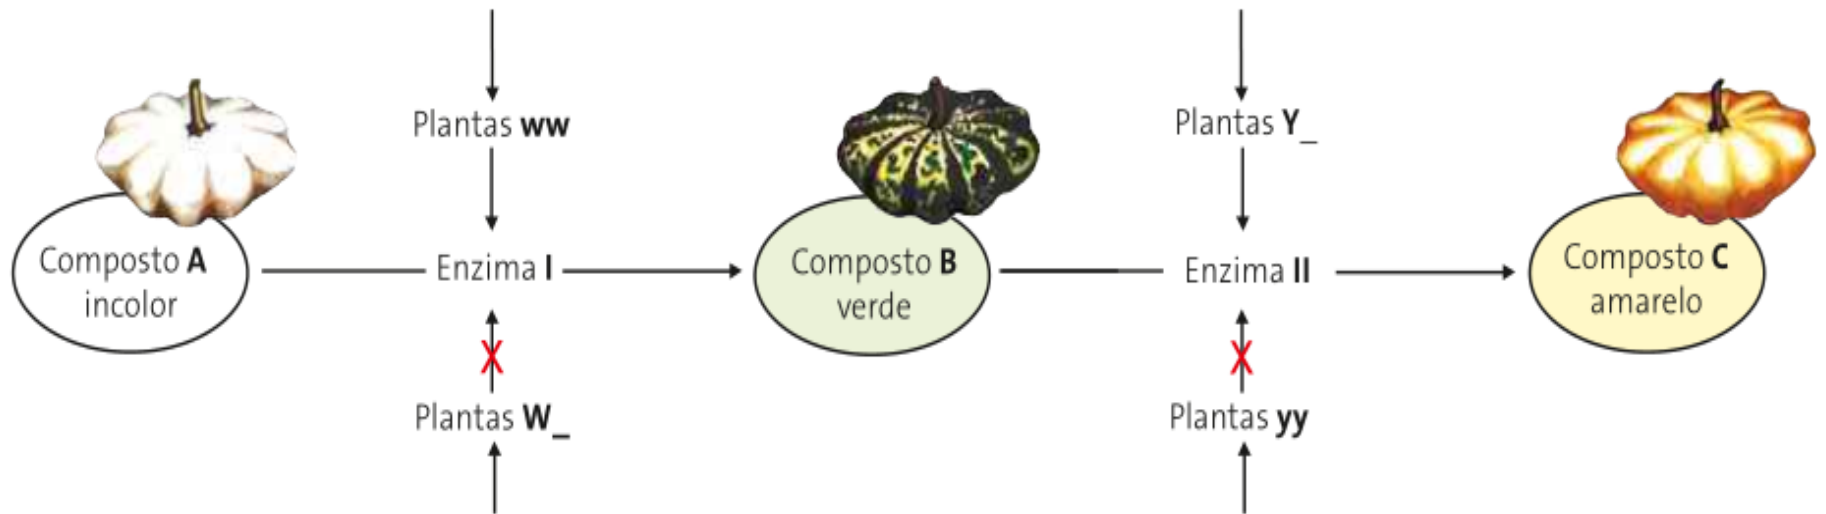 Plantas ww
Plantas Y_
Composto A
incolor
Enzima I
Composto B
verde
Enzima II
Composto C
amarelo
Plantas W_
Plantas yy